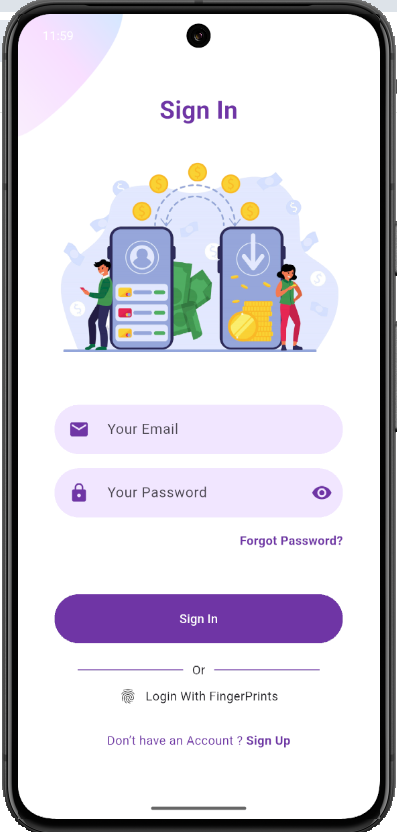 11:59
Sign In
Your Email
Your Password
Forgot Password?
Sign In
Or
Login With FingerPrints
Don't have an Account ? Sign Up